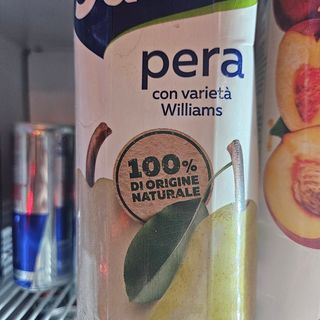 pera
con varietà
Williams
100%
DI ORIGINE
NATURALE